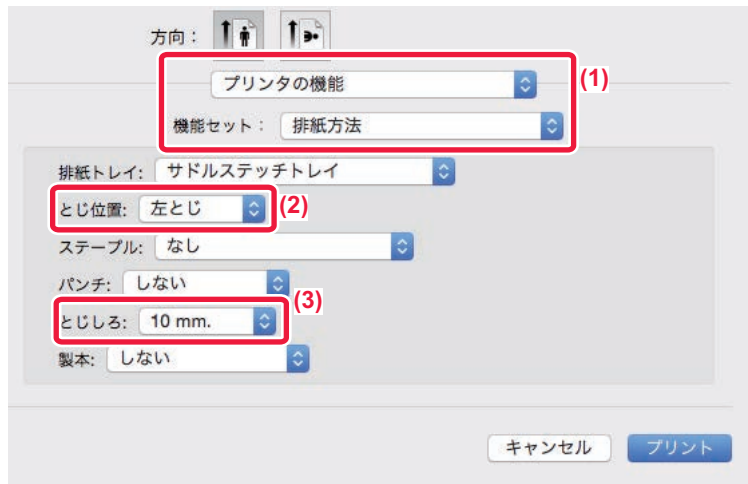 方向：
プリンタの機能
(1)
機能セット： 排紙方法
排紙トレイ: サドルステッチトレイ
とじ位置: 左とじ
(2)
ステープル: なし
パンチ: しない
(3)
とじしろ: 10 mm.
製本: しない
キャンセル プリント